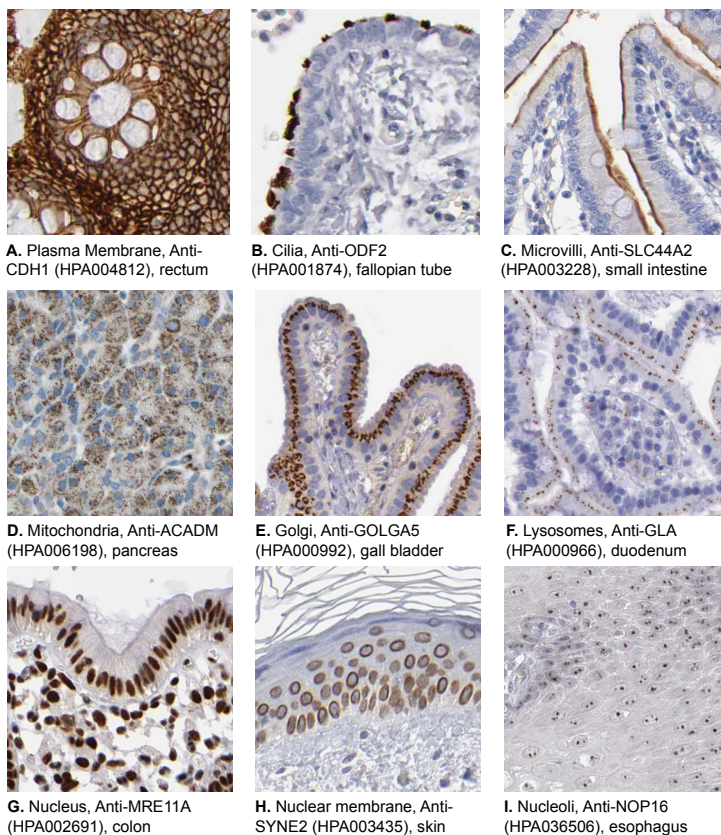 A. Plasma Membrane, Anti-
CDH1 (HPA004812), rectum
B. Cilia, Anti-ODF2
(HPA001874), fallopian tube
C. Microvilli, Anti-SLC44A2
(HPA003228), small intestine
D. Mitochondria, Anti-ACADM
(HPA006198), pancreas
E. Golgi, Anti-GOLGA5
(HPA000992), gall bladder
F. Lysosomes, Anti-GLA
(HPA000966), duodenum
G. Nucleus, Anti-MRE11A
(HPA002691), colon
H. Nuclear membrane, Anti-
SYNE2 (HPA003435), skin
I. Nucleoli, Anti-NOP16
(HPA036506), esophagus